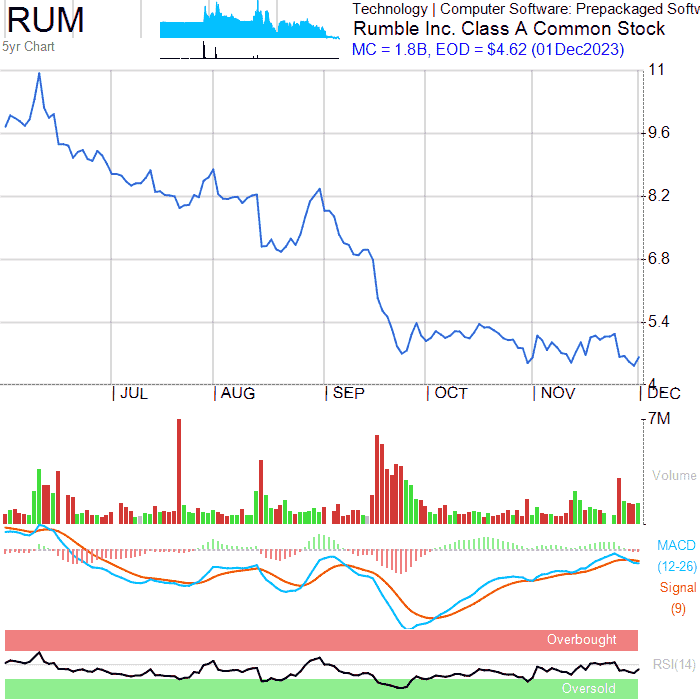 RUM
5yr Chart
Technology | Computer Software: Prepackaged Softw
Rumble Inc. Class A Common Stock
MC = 1.8B, EOD = $4.62 (01Dec2023)
11
9.6
8.2
6.8
5.4
4
JUL AUG SEP OCT NOV DEC
7M
Volume
MACD
(12-26)
Signal
(9)
Overbought
RSI(14)
Oversold